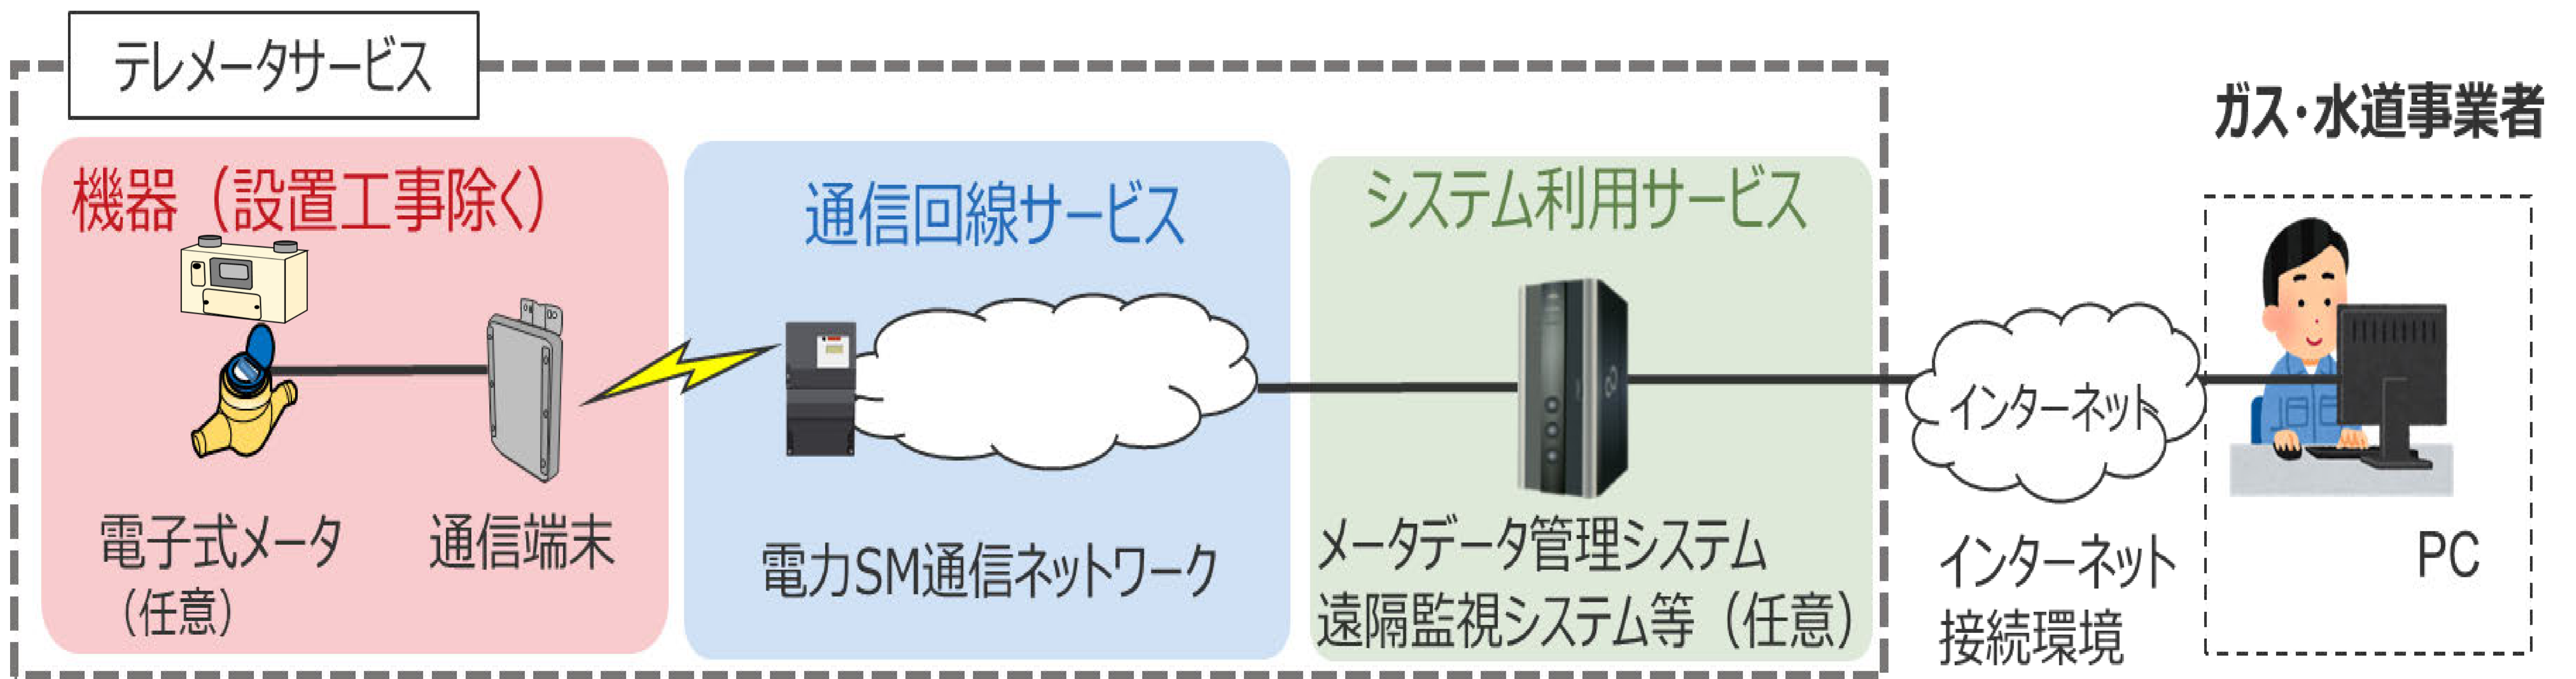 テレメータサービス
ガス・水道事業者
機器（設置工事除く）
通信回線サービス
システム利用サービス
インターネット
電子式メータ
（任意）
通信端末
電力SM通信ネットワーク
メータデータ管理システム
遠隔監視システム等（任意）
インターネット
接続環境
PC